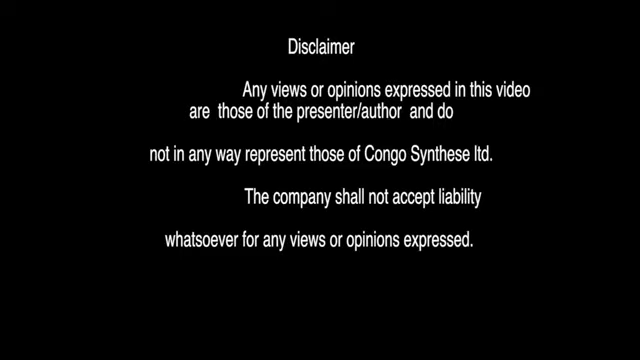 Disclaimer
Any views or opinions expressed in this video
are those of the presenter/author and do
not in any way represent those of Congo Synthese ltd.
The company shall not accept liability
whatsoever for any views or opinions expressed.